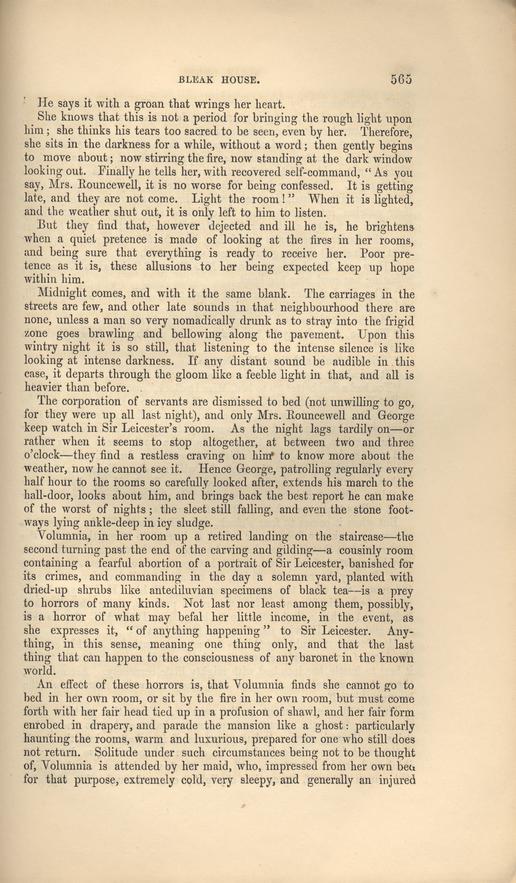 BLEAK HOUSE. 565
He says it with a groan that wrings her heart.
She knows that this is not a period for bringing the rough light upon
him; she thinks his tears too sacred to be seen, even by her. Therefore,
she sits in the darkness for a while, without a word; then gently begins
to move about; now stirring the fire, now standing at the dark window
looking out. Finally he tells her, with recovered self-command, “As you
say, Mrs. Rouncewell, it is no worse for being confessed. It is getting
late, and they are not come. Light the room!” When it is lighted,
and the weather shut out, it is only left to him to listen.
But they find that, however dejected and ill he is, he brightens
when a quiet pretence is made of looking at the fires in her rooms,
and being sure that everything is ready to receive her. Poor pre-
tence as it is, these allusions to her being expected keep up hope
within him.
Midnight comes, and with it the same blank. The carriages in the
streets are few, and other late sounds in that neighbourhood there are
none, unless a man so very nomadically drunk as to stray into the frigid
zone goes brawling and bellowing along the pavement. Upon this
wintry night it is so still, that listening to the intense silence is like
looking at intense darkness. If any distant sound be audible in this
case, it departs through the gloom like a feeble light in that, and all is
heavier than before.
The corporation of servants are dismissed to bed (not unwilling to go,
for they were up all last night), and only Mrs. Rouncewell and George
keep watch in Sir Leicester's room. As the night lags tardily on—or
rather when it seems to stop altogether, at between two and three
o'clock—they find a restless craving on him to know more about the
weather, now he cannot see it. Hence George, patrolling regularly every
half hour to the rooms so carefully looked after, extends his march to the
hall-door, looks about him, and brings back the best report he can make
of the worst of nights; the sleet still falling, and even the stone foot-
ways lying ankle-deep in icy sludge.
Volumnia, in her room up a retired landing on the staircase—the
second turning past the end of the carving and gilding—a cousinly room
containing a fearful abortion of a portrait of Sir Leicester, banished for
its crimes, and commanding in the day a solemn yard, planted with
dried-up shrubs like antediluvian specimens of black tea—is a prey
to horrors of many kinds. Not last nor least among them, possibly,
is a horror of what may befal her little income, in the event, as
she expresses it, “of anything happening” to Sir Leicester. Any-
thing, in this sense, meaning one thing only, and that the last
thing that can happen to the consciousness of any baronet in the known
world.
An effect of these horrors is, that Volumnia finds she cannot go to
bed in her own room, or sit by the fire in her own room, but must come
forth with her fair head tied up in a profusion of shawl, and her fair form
enrobed in drapery, and parade the mansion like a ghost: particularly
haunting the rooms, warm and luxurious, prepared for one who still does
not return. Solitude under such circumstances being not to be thought
of, Volumnia is attended by her maid, who, impressed from her own bed
for that purpose, extremely cold, very sleepy, and generally an injured